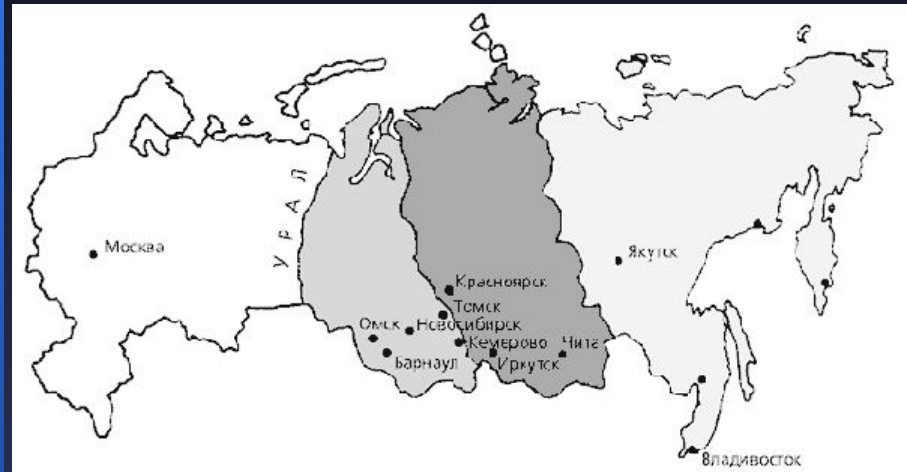 Москва
УРАЛ
Якутск
Красноярск
Томск
Омск
Новосибирск
Кемерово
Чита
Барнаул
Иркутск
Владивосток